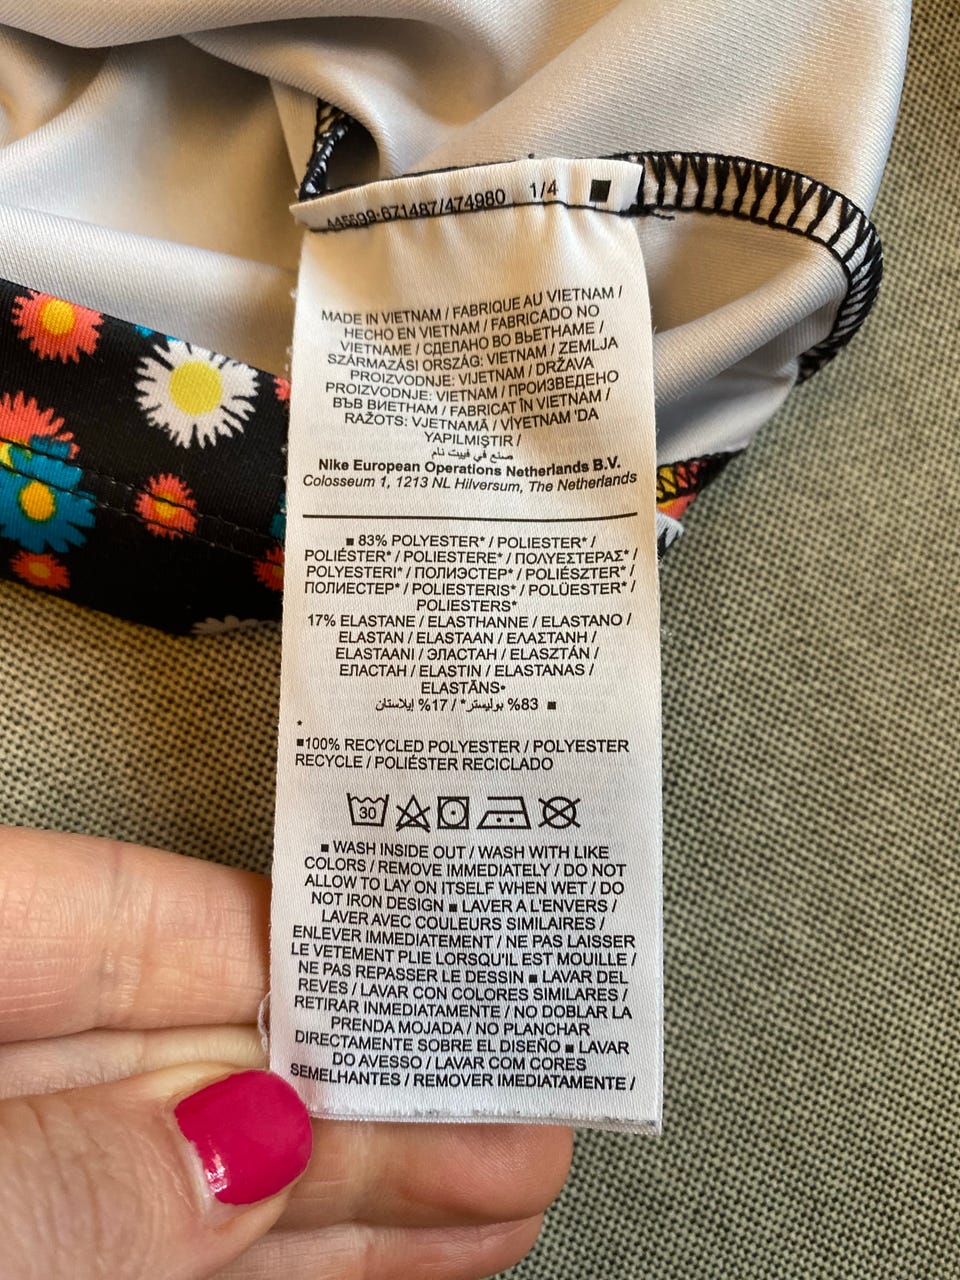 445599-671487/474980 1/4 ■
MADE IN VIETNAM / FABRIQUE AU VIETNAM /
HECHO EN VIETNAM / FABRICADO NO
VIETNAME / СДЕЛАНО ВО ВЬЕТНАМЕ /
SZÁRMAZÁSI ORSZÁG: VIETNAM / ZEMLJA
PROIZVODNJE: VIJETNAM / DRŽAVA
PROIZVODNJE: VIETNAM / ПРОИЗВЕДЕНО
ВЪВ ВИЕТНАМ / FABRICAT ÎN VIETNAM /
RAŽOTS: VJETNAMĀ / VİYETNAM 'DA
YAPILMIŞTIR /
صنع في فييت نام
Nike European Operations Netherlands B.V.
Colosseum 1, 1213 NL Hilversum, The Netherlands
■ 83% POLYESTER* / POLIESTER* /
POLIÉSTER* / POLIESTERE* / ΠΟΛΥΕΣΤΕΡΑΣ* /
POLYESTERI* / ПОЛИЭСТЕР* / POLIÉSZTER* /
ПОЛИЕСТЕР* / POLIESTERIS* / POLÜESTER* /
POLIESTERS*
17% ELASTANE / ELASTHANNE / ELASTANO /
ELASTAN / ELASTAAN / ΕΛΑΣΤΑΝΗ /
ELASTAANI / ЭЛАСТАН / ELASZTÁN /
ЕЛАСТАН / ELASTIN / ELASTANAS /
ELASTĀNS•
■ 83% بوليستر* / 17% إيلاستان
*
■100% RECYCLED POLYESTER / POLYESTER
RECYCLE / POLIÉSTER RECICLADO
30
■ WASH INSIDE OUT / WASH WITH LIKE
COLORS / REMOVE IMMEDIATELY / DO NOT
ALLOW TO LAY ON ITSELF WHEN WET / DO
NOT IRON DESIGN ■ LAVER A L'ENVERS /
LAVER AVEC COULEURS SIMILAIRES /
ENLEVER IMMEDIATEMENT / NE PAS LAISSER
LE VETEMENT PLIE LORSQU'IL EST MOUILLE /
NE PAS REPASSER LE DESSIN ■ LAVAR DEL
REVES / LAVAR CON COLORES SIMILARES /
RETIRAR INMEDIATAMENTE / NO DOBLAR LA
PRENDA MOJADA / NO PLANCHAR
DIRECTAMENTE SOBRE EL DISEÑO ■ LAVAR
DO AVESSO / LAVAR COM CORES
SEMELHANTES / REMOVER IMEDIATAMENTE /